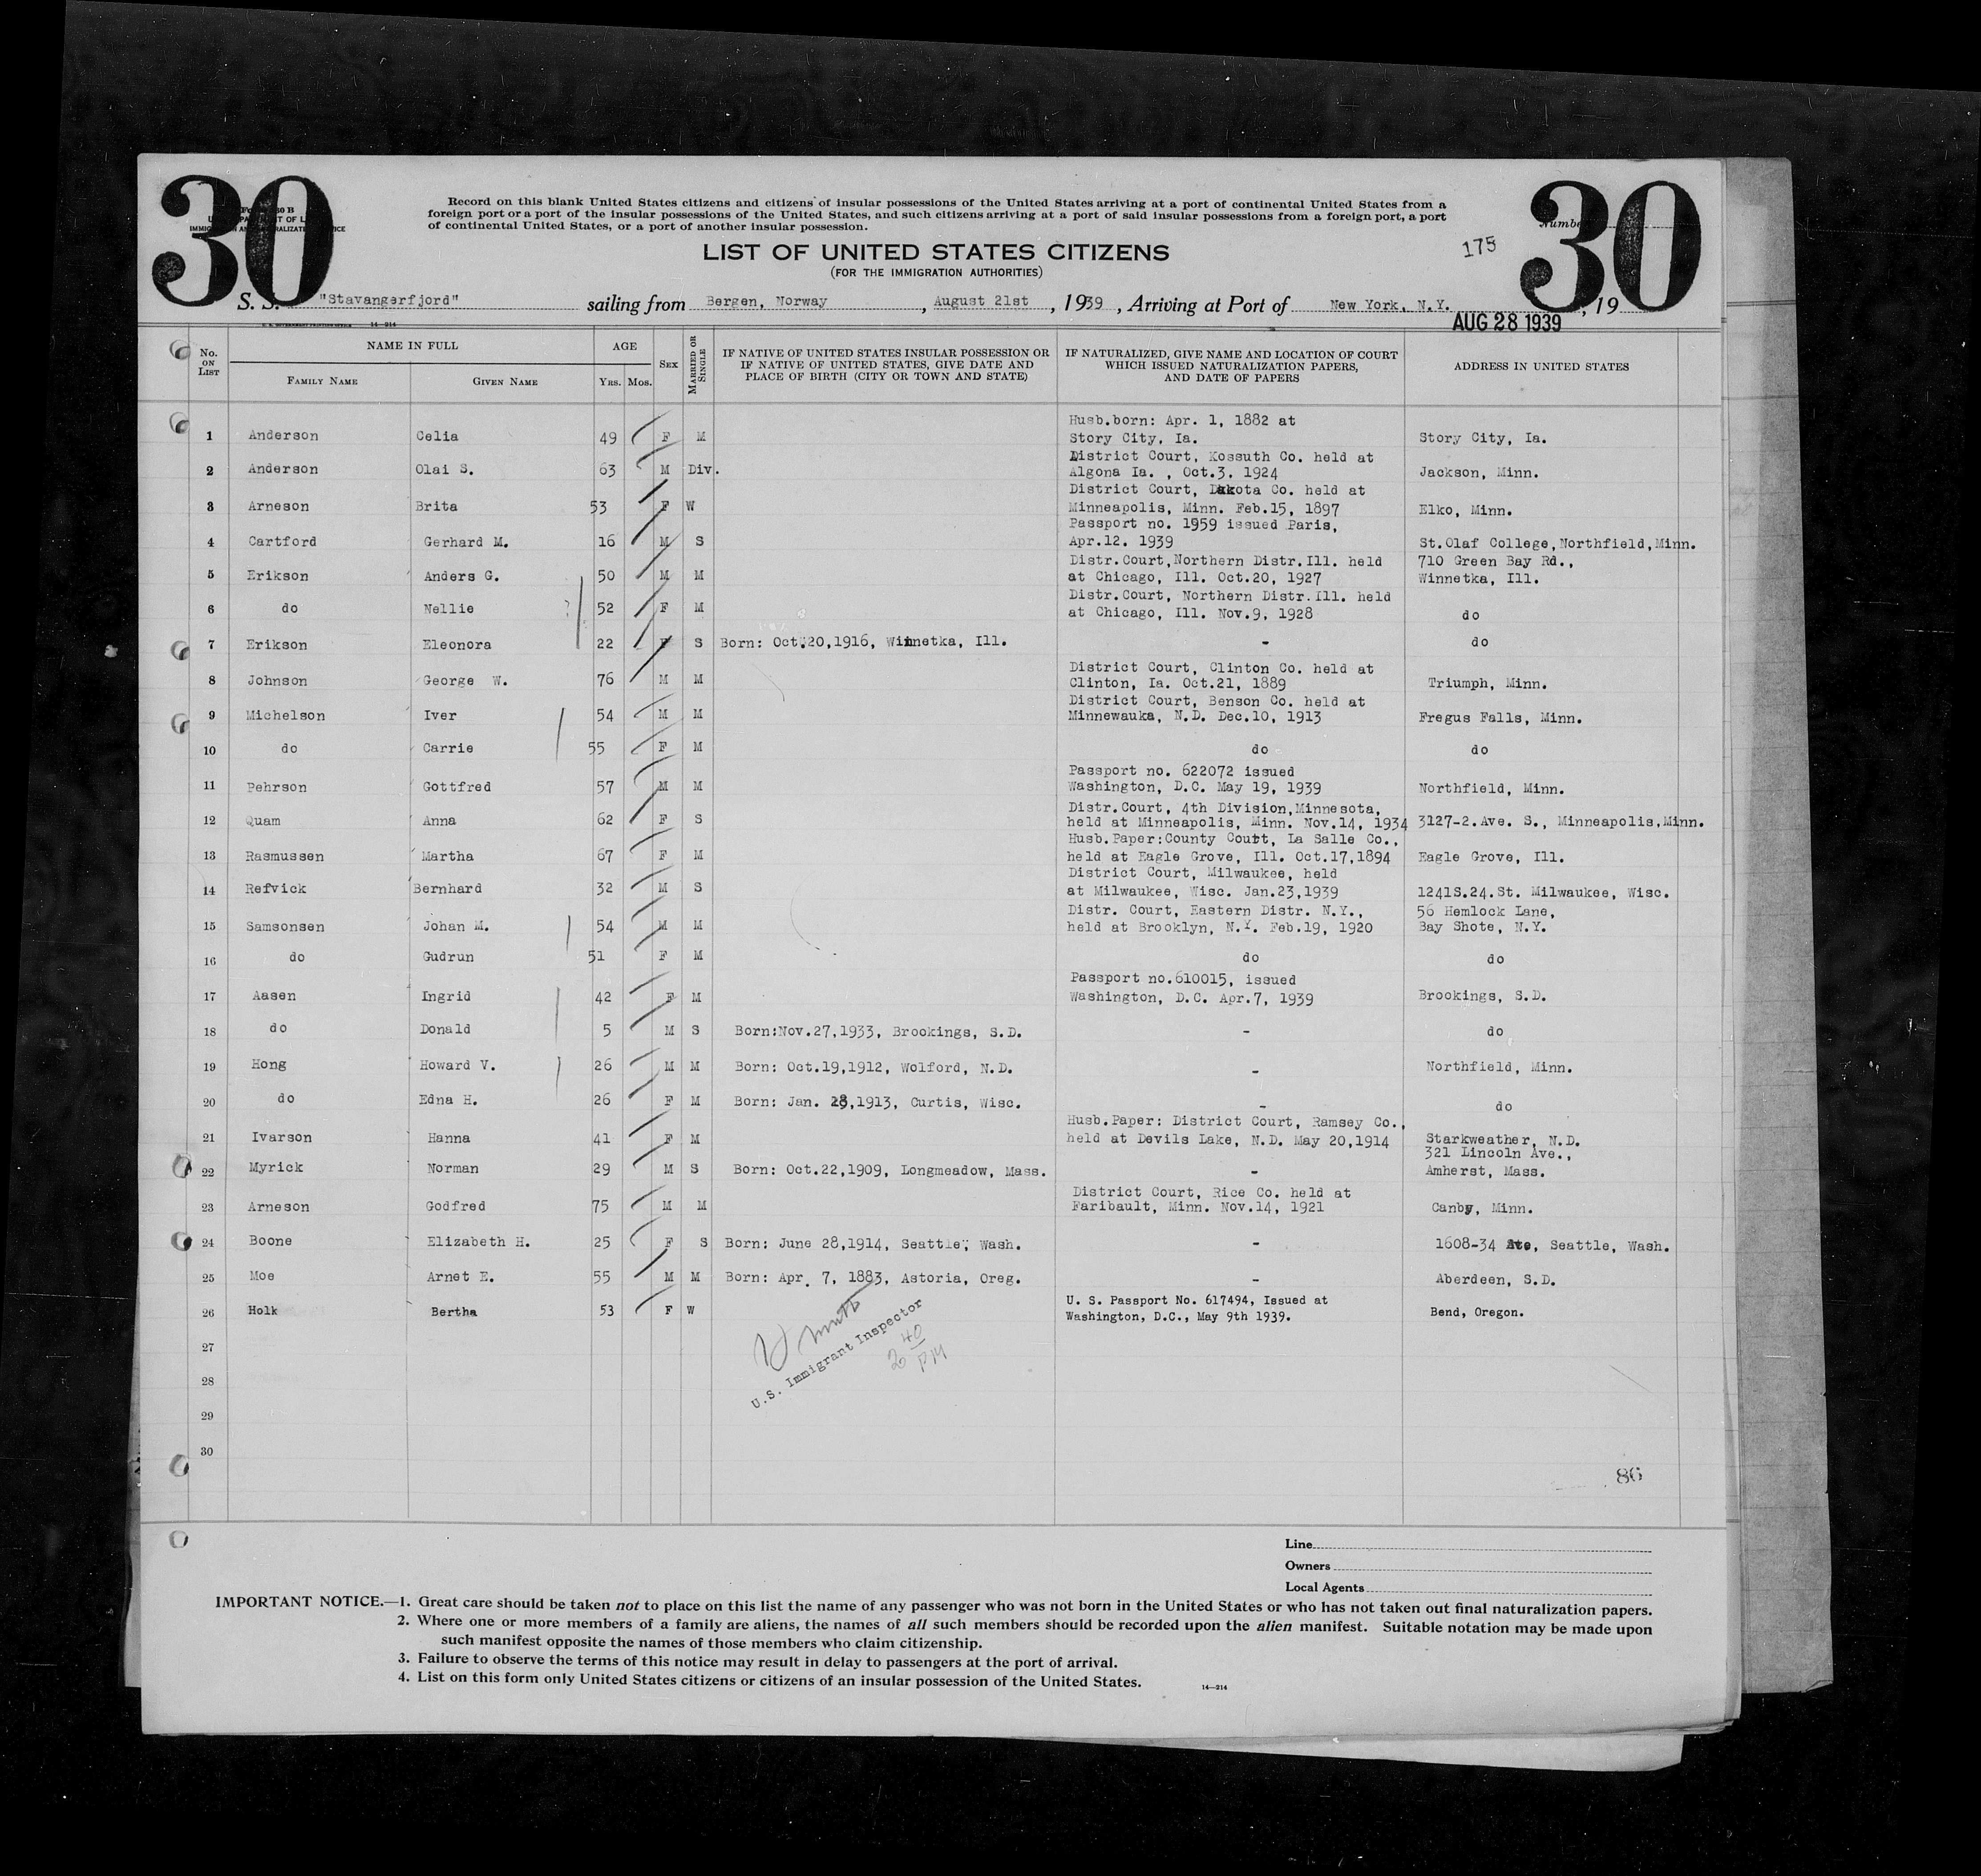 30
30
Record on this blank United States citizens and citizens of insular possessions of the United States arriving at a port of continental United States from a
foreign port or a port of the insular possessions of the United States, and such citizens arriving at a port of said insular possessions from a foreign port, a port
of continental United States, or a port of another insular possession.
LIST OF UNITED STATES CITIZENS
(FOR THE IMMIGRATION AUTHORITIES)
175
S. S. "Stavangerfjord" sailing from Bergen, Norway, August 21st, 1939, Arriving at Port of New York, N.Y., 19
AUG 28 1939
No. ON LIST
NAME IN FULL
FAMILY NAME
GIVEN NAME
AGE
YRS. MOS.
SEX
MARRIED OR SINGLE
IF NATIVE OF UNITED STATES INSULAR POSSESSION OR
IF NATIVE OF UNITED STATES, GIVE DATE AND
PLACE OF BIRTH (CITY OR TOWN AND STATE)
IF NATURALIZED, GIVE NAME AND LOCATION OF COURT
WHICH ISSUED NATURALIZATION PAPERS,
AND DATE OF PAPERS
ADDRESS IN UNITED STATES
Husb.born: Apr. 1, 1882 at
1 Anderson Celia 49 F M Story City, Ia. Story City, Ia.
District Court, Kossuth Co. held at
2 Anderson Olai S. 63 M Div. Algona Ia. , Oct.3, 1924 Jackson, Minn.
District Court, Dakota Co. held at
3 Arneson Brita 53 F W Minneapolis, Minn. Feb.15, 1897 Elko, Minn.
Passport no. 1959 issued Paris,
4 Cartford Gerhard M. 16 M S Apr.12. 1939 St.Olaf College,Northfield,Minn.
Distr.Court,Northern Distr.Ill. held 710 Green Bay Rd.,
5 Erikson Anders G. 50 M M at Chicago, Ill. Oct.20, 1927 Winnetka, Ill.
Distr.Court, Northern Distr.Ill. held
6 do Nellie 52 F M at Chicago, Ill. Nov.9, 1928 do
7 Erikson Eleonora 22 F S Born: Oct.20,1916, Winnetka, Ill. - do
District Court, Clinton Co. held at
8 Johnson George W. 76 M M Clinton, Ia. Oct.21, 1889 Triumph, Minn.
District Court, Benson Co. held at
9 Michelson Iver 54 M M Minnewauka, N.D. Dec.10, 1913 Fregus Falls, Minn.
10 do Carrie 55 F M do do
Passport no. 622072 issued
11 Pehrson Gottfred 57 M M Washington, D.C. May 19, 1939 Northfield, Minn.
Distr.Court, 4th Division,Minnesota,
12 Quam Anna 62 F S held at Minneapolis, Minn. Nov.14, 1934 3127-2.Ave. S., Minneapolis,Minn.
Husb.Paper:County Court, La Salle Co.,
13 Rasmussen Martha 67 F M held at Eagle Grove, Ill. Oct.17,1894 Eagle Grove, Ill.
District Court, Milwaukee, held
14 Refvick Bernhard 32 M S at Milwaukee, Wisc. Jan.23,1939 1241S.24.St. Milwaukee, Wisc.
Distr. Court, Eastern Distr. N.Y., 56 Hemlock Lane,
15 Samsonsen Johan M. 54 M M held at Brooklyn, N.Y. Feb.19, 1920 Bay Shote, N.Y.
16 do Gudrun 51 F M do do
Passport no.610015, issued
17 Aasen Ingrid 42 F M Washington, D.C. Apr.7, 1939 Brookings, S.D.
18 do Donald 5 M S Born:Nov.27,1933, Brookings, S.D. - do
19 Hong Howard V. 26 M M Born: Oct.19,1912, Wolford, N.D. - Northfield, Minn.
20 do Edna H. 26 F M Born: Jan. 28,1913, Curtis, Wisc. - do
Husb.Paper: District Court, Ramsey Co.,
21 Ivarson Hanna 41 F M held at Devils Lake, N.D. May 20,1914 Starkweather, N.D.
321 Lincoln Ave.,
22 Myrick Norman 29 M S Born: Oct.22,1909, Longmeadow, Mass. - Amherst, Mass.
District Court, Rice Co. held at
23 Arneson Godfred 75 M M Faribault, Minn. Nov.14, 1921 Canby, Minn.
24 Boone Elizabeth H. 25 F S Born: June 28,1914, Seattle, Wash. - 1608-34 Ave, Seattle, Wash.
25 Moe Arnet E. 55 M M Born: Apr. 7, 1883, Astoria, Oreg. - Aberdeen, S.D.
U. S. Passport No. 617494, Issued at
26 Holk Bertha 53 F W Washington, D.C., May 9th 1939. Bend, Oregon.
27
28
29
30
U.S. Immigrant Inspector
2 40 PM
86
Line
Owners
Local Agents
IMPORTANT NOTICE.—1. Great care should be taken not to place on this list the name of any passenger who was not born in the United States or who has not taken out final naturalization papers.
2. Where one or more members of a family are aliens, the names of all such members should be recorded upon the alien manifest. Suitable notation may be made upon
such manifest opposite the names of those members who claim citizenship.
3. Failure to observe the terms of this notice may result in delay to passengers at the port of arrival.
4. List on this form only United States citizens or citizens of an insular possession of the United States.
14—214